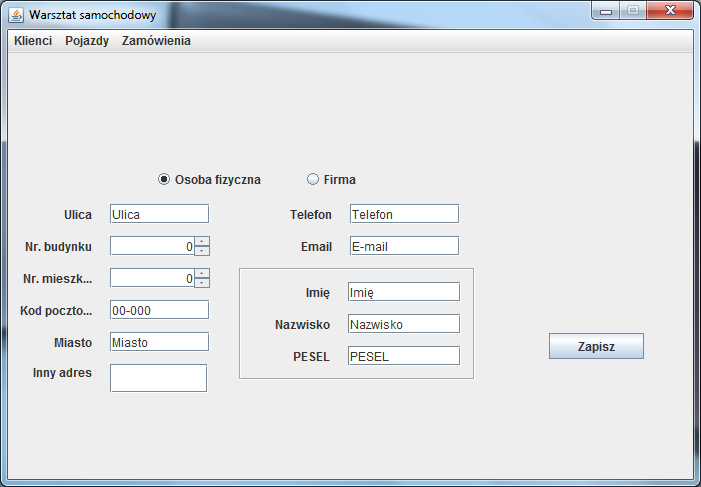 Warsztat samochodowy
Klienci Pojazdy Zamówienia
Osoba fizyczna Firma
Ulica Ulica Telefon Telefon
Nr. budynku 0 Email E-mail
Nr. mieszk... 0
Imię Imię
Kod poczto... 00-000
Nazwisko Nazwisko
Miasto Miasto
PESEL PESEL
Zapisz
Inny adres